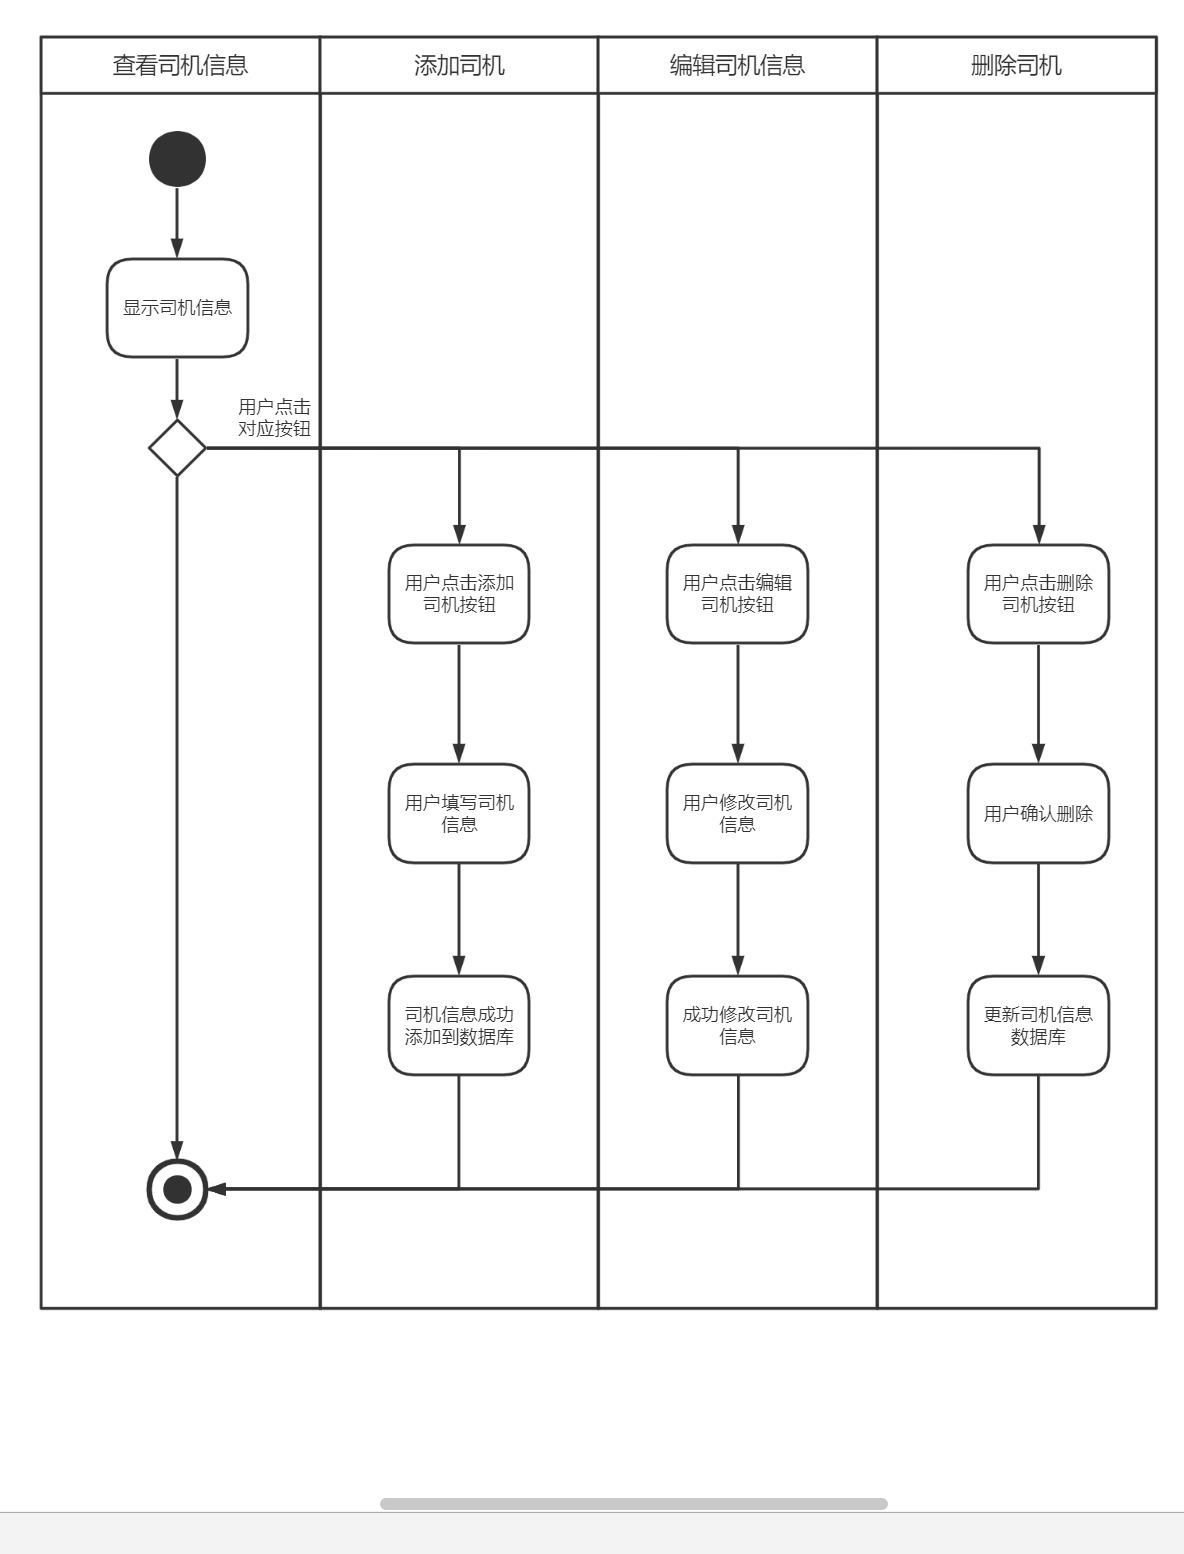 查看司机信息
添加司机
编辑司机信息
删除司机
显示司机信息
用户点击
对应按钮
用户点击添加
司机按钮
用户点击编辑
司机按钮
用户点击删除
司机按钮
用户填写司机
信息
用户修改司机
信息
用户确认删除
司机信息成功
添加到数据库
成功修改司机
信息
更新司机信息
数据库